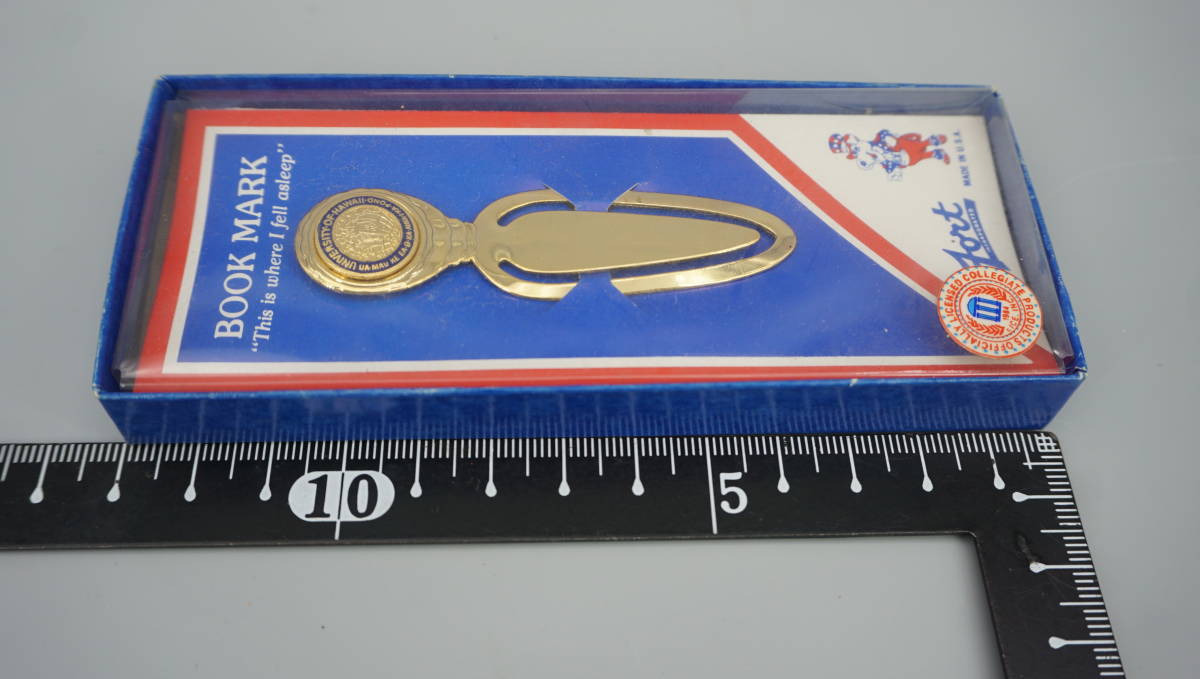 BOOK MARK
"This is where I fell asleep"
UNIVERSITY·OF·HAWAII
UA MAU KE EA
MADE IN U.S.A.
OFFICIALLY LICENSED COLLEGIATE PRODUCTS
10
5